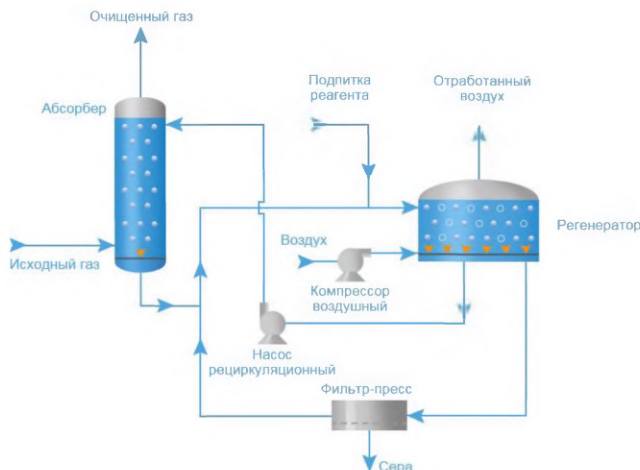 Очищенный газ
Абсорбер
Подпитка
реагента
Отработанный
воздух
Исходный газ
Воздух
Регенератор
Компрессор
воздушный
Насос
рециркуляционный
Фильтр-пресс
Сера